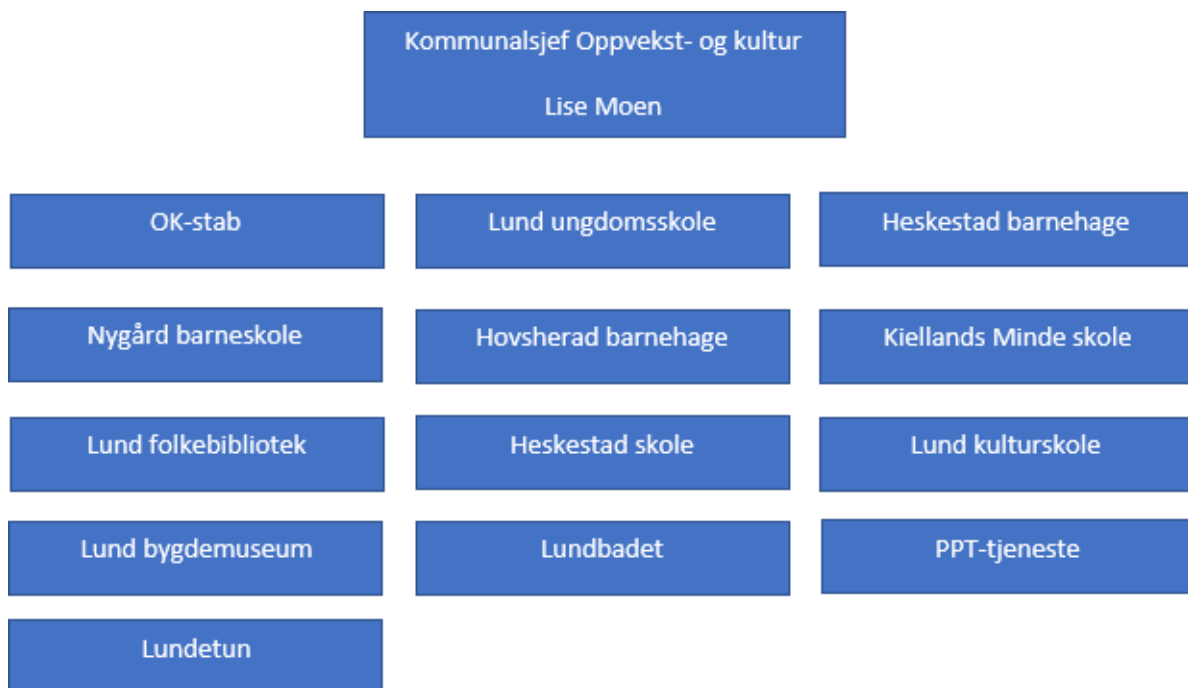 Kommunalsjef Oppvekst- og kultur
Lise Moen
OK-stab
Lund ungdomsskole
Heskestad barnehage
Nygård barneskole
Hovsherad barnehage
Kiellands Minde skole
Lund folkebibliotek
Heskestad skole
Lund kulturskole
Lund bygdemuseum
Lundbadet
PPT-tjeneste
Lundetun